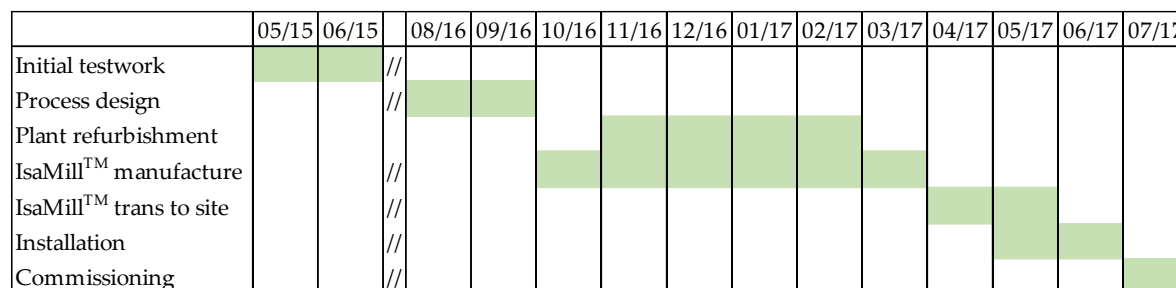 05/15 06/15 08/16 09/16 10/16 11/16 12/16 01/17 02/17 03/17 04/17 05/17 06/17 07/17
Initial testwork //
Process design //
Plant refurbishment
IsaMill™ manufacture //
IsaMill™ trans to site //
Installation //
Commissioning //